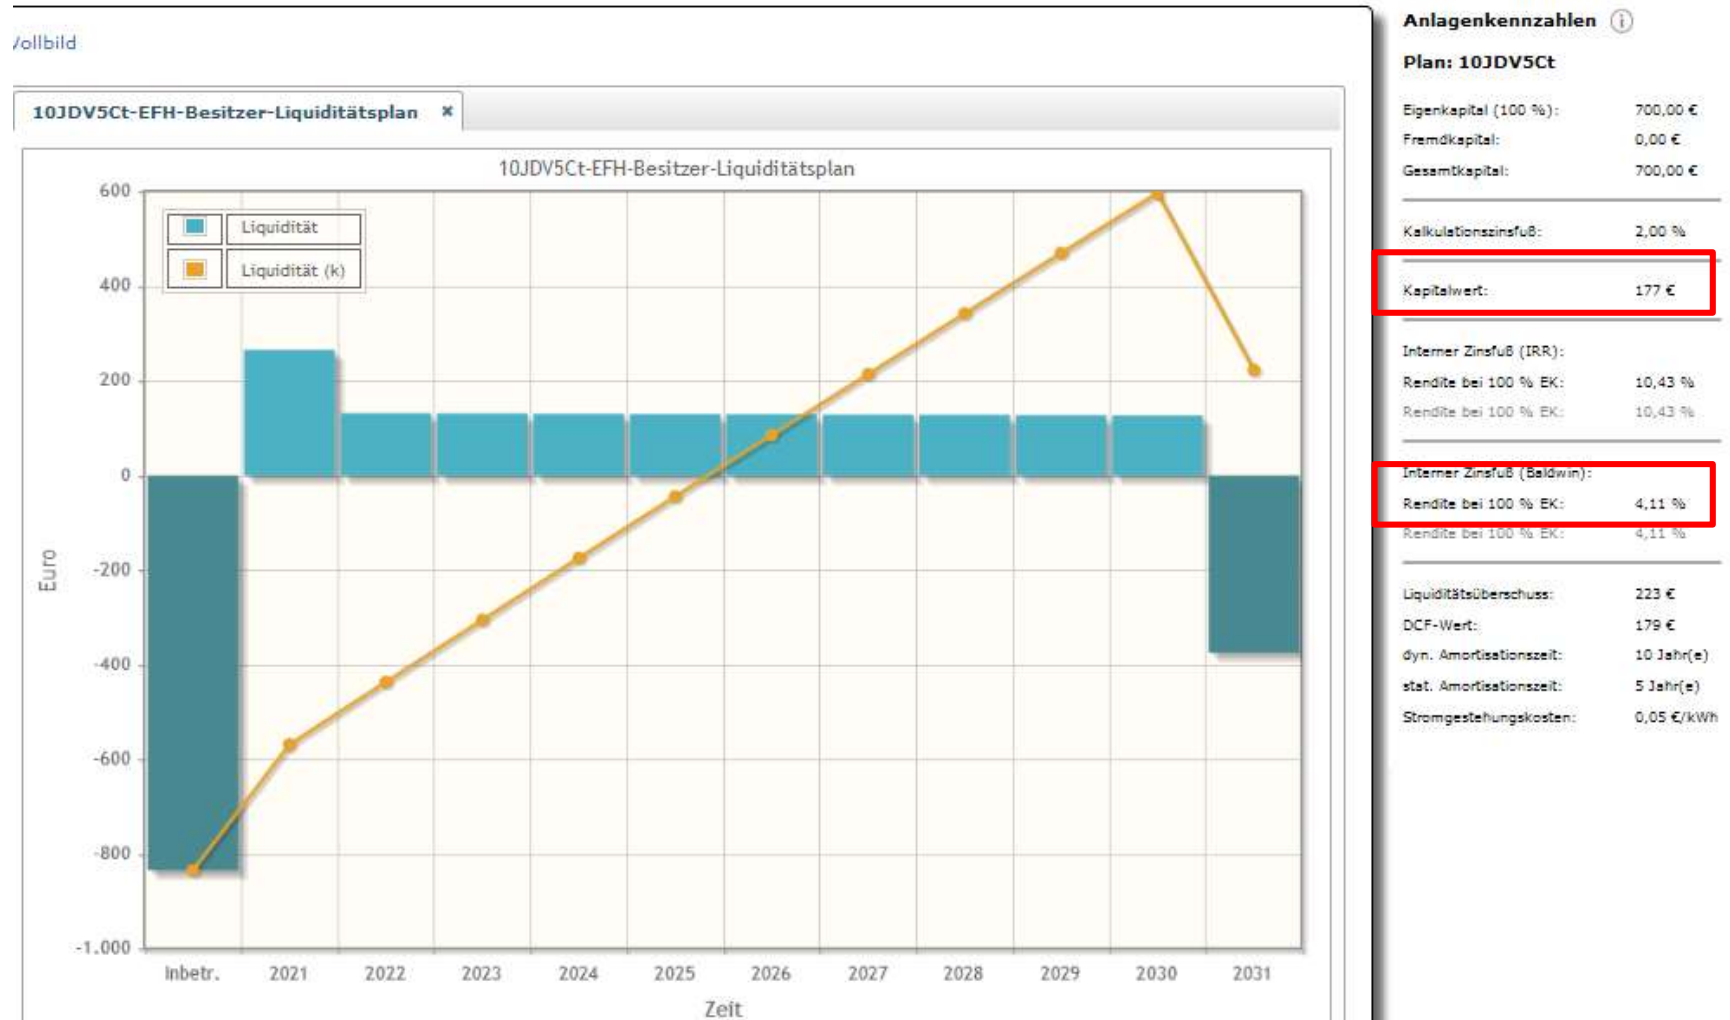 Vollbild
10JDV5Ct-EFH-Besitzer-Liquiditätsplan ×
10JDV5Ct-EFH-Besitzer-Liquiditätsplan
Liquidität
Liquidität (k)
600
400
200
0
-200
-400
-600
-800
-1.000
Euro
Inbetr. 2021 2022 2023 2024 2025 2026 2027 2028 2029 2030 2031
Zeit
Anlagenkennzahlen i
Plan: 10JDV5Ct
Eigenkapital (100 %): 700,00 €
Fremdkapital: 0,00 €
Gesamtkapital: 700,00 €
Kalkulationszinsfuß: 2,00 %
Kapitalwert: 177 €
Interner Zinsfuß (IRR):
Rendite bei 100 % EK: 10,43 %
Rendite bei 100 % EK: 10,43 %
Interner Zinsfuß (Baldwin):
Rendite bei 100 % EK: 4,11 %
Rendite bei 100 % EK: 4,11 %
Liquiditätsüberschuss: 223 €
DCF-Wert: 179 €
dyn. Amortisationszeit: 10 Jahr(e)
stat. Amortisationszeit: 5 Jahr(e)
Stromgestehungskosten: 0,05 €/kWh